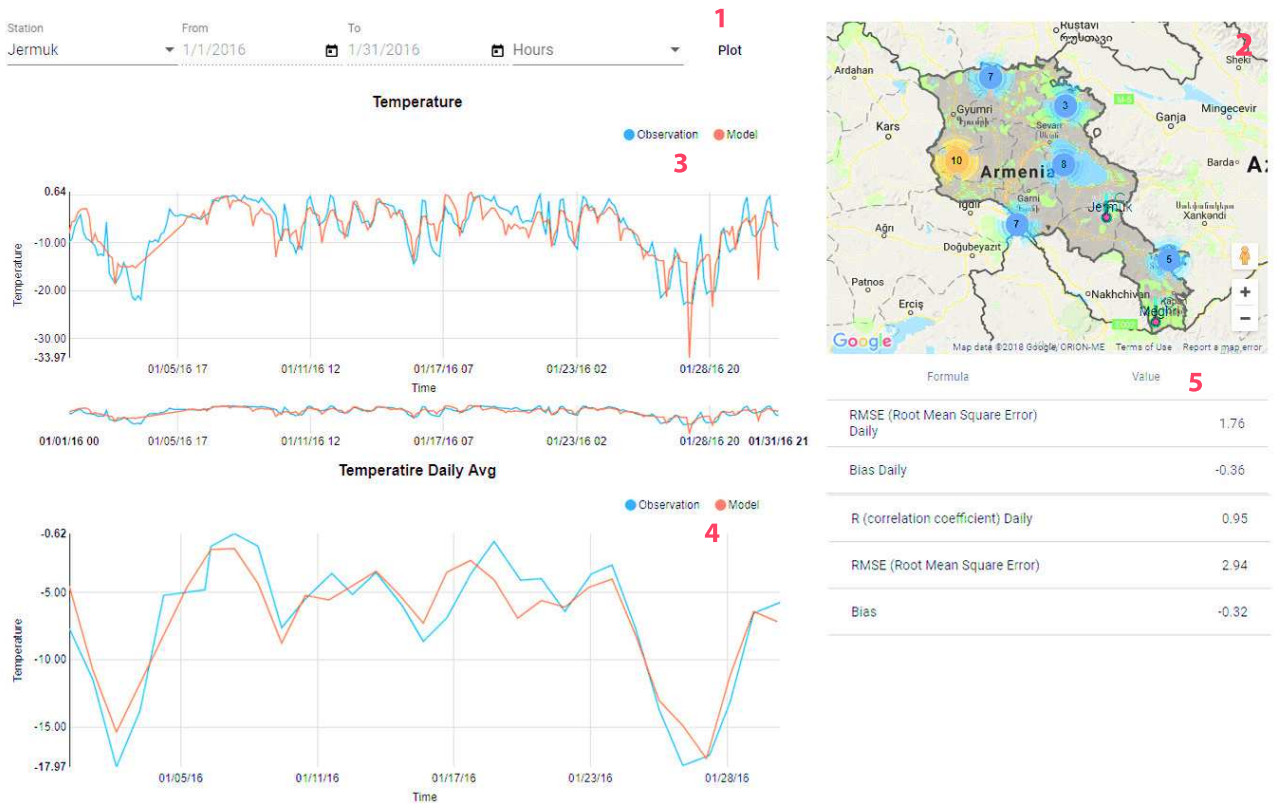 Station
Jermuk
From
1/1/2016
To
1/31/2016
Hours
1
Plot
Temperature
Observation
Model
3
0.64
-10.00
-20.00
-30.00
-33.97
Temperature
01/05/16 17
01/11/16 12
01/17/16 07
01/23/16 02
01/28/16 20
Time
01/01/16 00
01/05/16 17
01/11/16 12
01/17/16 07
01/23/16 02
01/28/16 20
01/31/16 21
Temperatire Daily Avg
Observation
Model
4
-0.62
-5.00
-10.00
-15.00
-17.97
Temperature
01/05/16
01/11/16
01/17/16
01/23/16
01/28/16
Time
2
Rustavi
რუსთავი
Sheki
Ardahan
7
3
Gyumri
Mingecevir
Kars
Sevan
Ganja
10
8
Armenia
Barda
Garni
Igdir
Jermuk
Xankandi
7
Ağrı
Doğubeyazıt
5
Patnos
Nakhchivan
Kapan
Erciş
Meghri
+
−
Google
Map data ©2018 Google, ORION-ME
Terms of Use
Report a map error
Formula
Value
5
RMSE (Root Mean Square Error)
Daily
1.76
Bias Daily
-0.36
R (correlation coefficient) Daily
0.95
RMSE (Root Mean Square Error)
2.94
Bias
-0.32